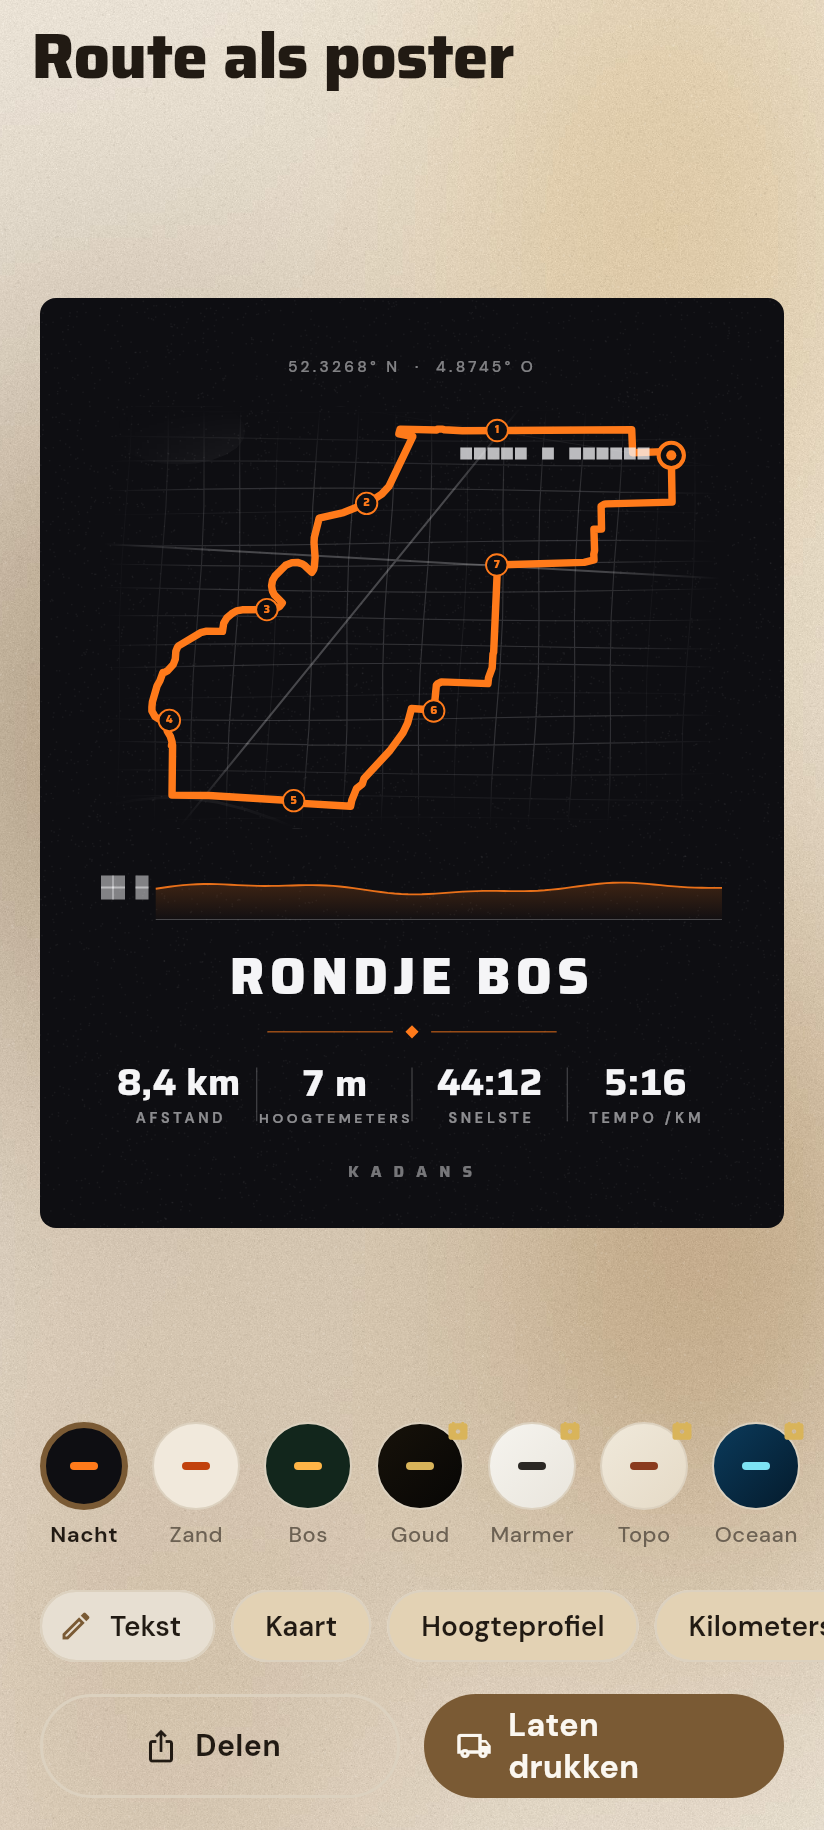 Route als poster
52.3268° N · 4.8745° O
1
2
7
3
4
6
5
RONDJE BOS
8,4 km 7 m 44:12 5:16
AFSTAND HOOGTEMETERS SNELSTE TEMPO /KM
KADANS
Nacht Zand Bos Goud Marmer Topo Oceaan
Tekst Kaart Hoogteprofiel Kilometers
Delen Laten
drukken